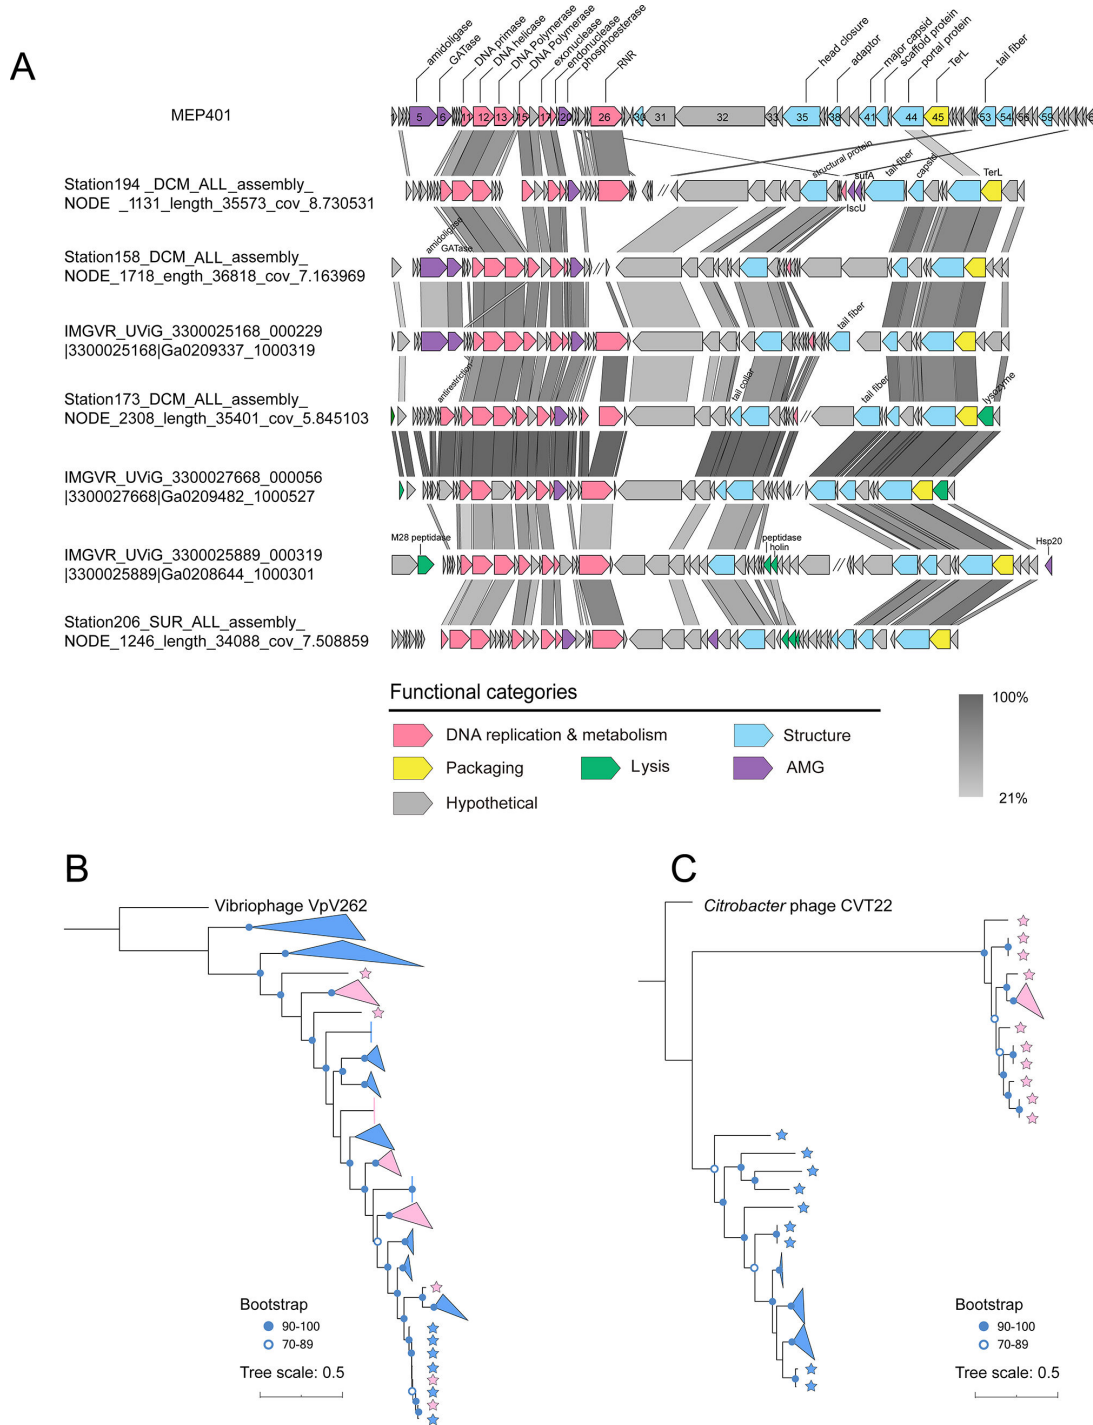 A
amidoligase
GATase
DNA primase
DNA helicase
DNA Polymerase
DNA Polymerase
exonuclease
endonuclease
phosphoesterase
RNR
head closure
adaptor
major capsid
scaffold protein
portal protein
TerL
tail fiber
MEP401
5 6 11 12 13 15 17 20 26 30 31 32 33 35 38 41 44 45 53 54 56 59
structural protein
sufA
tail fiber
capsid
TerL
IscU
Station194 _DCM_ALL_assembly_
NODE _1131_length_35573_cov_8.730531
amidoligase
GATase
Station158_DCM_ALL_assembly_
NODE_1718_ength_36818_cov_7.163969
tail fiber
IMGVR_UViG_3300025168_000229
|3300025168|Ga0209337_1000319
antirestriction
tail collar
tail fiber
lysozyme
Station173_DCM_ALL_assembly_
NODE_2308_length_35401_cov_5.845103
IMGVR_UViG_3300027668_000056
|3300027668|Ga0209482_1000527
M28 peptidase
peptidase
holin
Hsp20
IMGVR_UViG_3300025889_000319
|3300025889|Ga0208644_1000301
Station206_SUR_ALL_assembly_
NODE_1246_length_34088_cov_7.508859
Functional categories
DNA replication & metabolism
Structure
Packaging
Lysis
AMG
Hypothetical
100%
21%
B
Vibriophage VpV262
Bootstrap
90-100
70-89
Tree scale: 0.5
C
Citrobacter phage CVT22
Bootstrap
90-100
70-89
Tree scale: 0.5